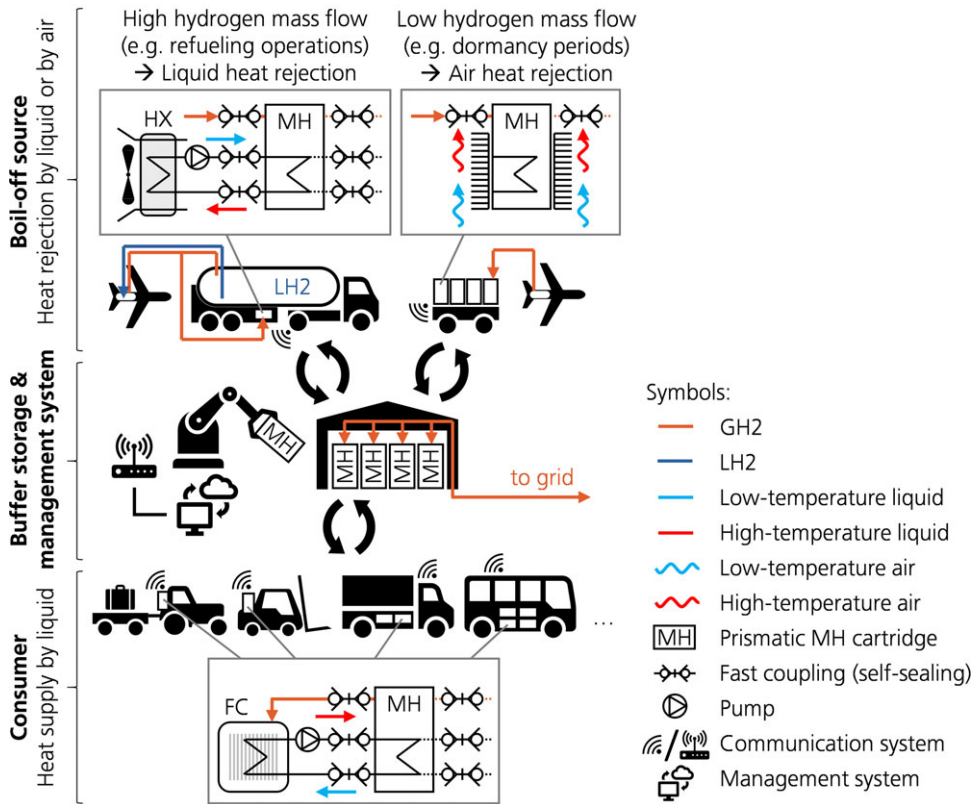 High hydrogen mass flow
(e.g. refueling operations)
→ Liquid heat rejection
Low hydrogen mass flow
(e.g. dormancy periods)
→ Air heat rejection
Boil-off source
Heat rejection by liquid or by air
HX
MH
MH
LH2
Buffer storage &
management system
MH
MH
MH
MH
MH
to grid
Consumer
Heat supply by liquid
...
FC
MH
Symbols:
GH2
LH2
Low-temperature liquid
High-temperature liquid
Low-temperature air
High-temperature air
MH Prismatic MH cartridge
Fast coupling (self-sealing)
Pump
/ Communication system
Management system